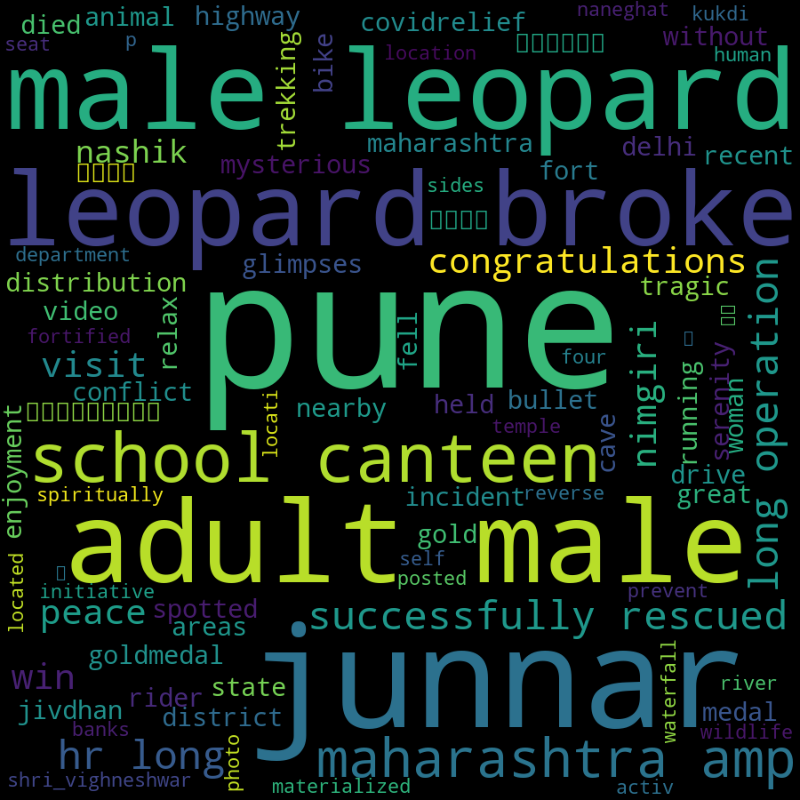 died
animal
highway
covidrelief
naneghat
kukdi
seat
p
location
without
human
male leopard
trekking
bike
nashik
maharashtra
delhi
recent
mysterious
fort
sides
leopard broke
department
glimpses
congratulations
distribution
tragic
video
relax
pune
fell
fortified
visit
four
nimgiri
conflict
nearby
held
bullet
running
serenity
woman
long operation
locati
temple
cave
enjoyment
school canteen
drive
spiritually
incident
reverse
great
adult male
gold
self
posted
located
initiative
prevent
peace
spotted
successfully rescued
areas
goldmedal
junnar
win
state
river
jivdhan
rider
district
waterfall
medal
banks
wildlife
hr long
photo
maharashtra amp
shri_vighneshwar
materialized
activ